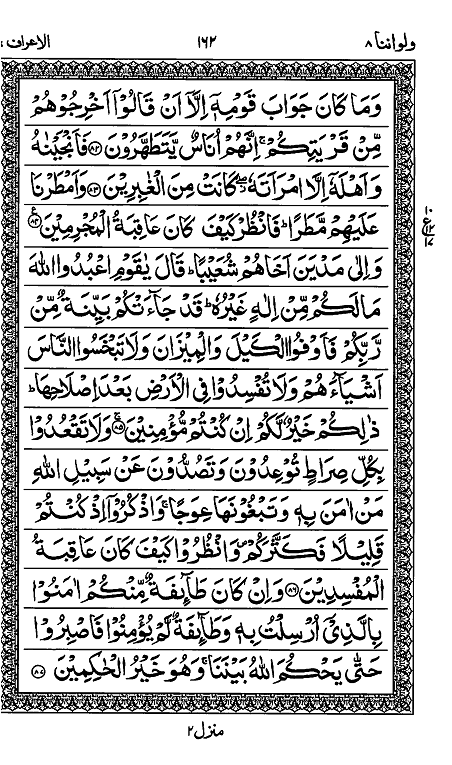 ولواننا ٨ ١٦٢ الاعراف ٧
وَمَا كَانَ جَوَابَ قَوْمِهٖۤ اِلَّاۤ اَنْ قَالُوْۤا اَخْرِجُوْهُمْ
مِّنْ قَرْيَتِكُمْ ۚ اِنَّهُمْ اُنَاسٌ يَّتَطَهَّرُوْنَ ﴿٨٢﴾ فَاَنْجَيْنٰهُ
وَاَهْلَهٗۤ اِلَّا امْرَاَتَهٗ ۖ كَانَتْ مِنَ الْغٰبِرِيْنَ ﴿٨٣﴾ وَاَمْطَرْنَا
عَلَيْهِمْ مَّطَرًا ؕ فَانْظُرْ كَيْفَ كَانَ عَاقِبَةُ الْمُجْرِمِيْنَ ﴿٨٤﴾ ع
وَاِلٰى مَدْيَنَ اَخَاهُمْ شُعَيْبًا ؕ قَالَ يٰقَوْمِ اعْبُدُوا اللّٰهَ
مَا لَكُمْ مِّنْ اِلٰهٍ غَيْرُهٗ ؕ قَدْ جَآءَتْكُمْ بَيِّنَةٌ مِّنْ
رَّبِّكُمْ فَاَوْفُوا الْكَيْلَ وَالْمِيْزَانَ وَلَا تَبْخَسُوا النَّاسَ
اَشْيَآءَهُمْ وَلَا تُفْسِدُوْا فِى الْاَرْضِ بَعْدَ اِصْلَاحِهَا ؕ
ذٰلِكُمْ خَيْرٌ لَّكُمْ اِنْ كُنْتُمْ مُّؤْمِنِيْنَ ﴿٨٥﴾ وَلَا تَقْعُدُوْا
بِكُلِّ صِرَاطٍ تُوْعِدُوْنَ وَتَصُدُّوْنَ عَنْ سَبِيْلِ اللّٰهِ
مَنْ اٰمَنَ بِهٖ وَتَبْغُوْنَهَا عِوَجًا ۚ وَاذْكُرُوْۤا اِذْ كُنْتُمْ
قَلِيْلًا فَكَثَّرَكُمْ ۪ وَانْظُرُوْا كَيْفَ كَانَ عَاقِبَةُ
الْمُفْسِدِيْنَ ﴿٨٦﴾ وَاِنْ كَانَ طَآئِفَةٌ مِّنْكُمْ اٰمَنُوْا
بِالَّذِىْۤ اُرْسِلْتُ بِهٖ وَطَآئِفَةٌ لَّمْ يُؤْمِنُوْا فَاصْبِرُوْا
حَتّٰى يَحْكُمَ اللّٰهُ بَيْنَنَا ۚ وَهُوَ خَيْرُ الْحٰكِمِيْنَ ﴿٨٧﴾
منزل ٢